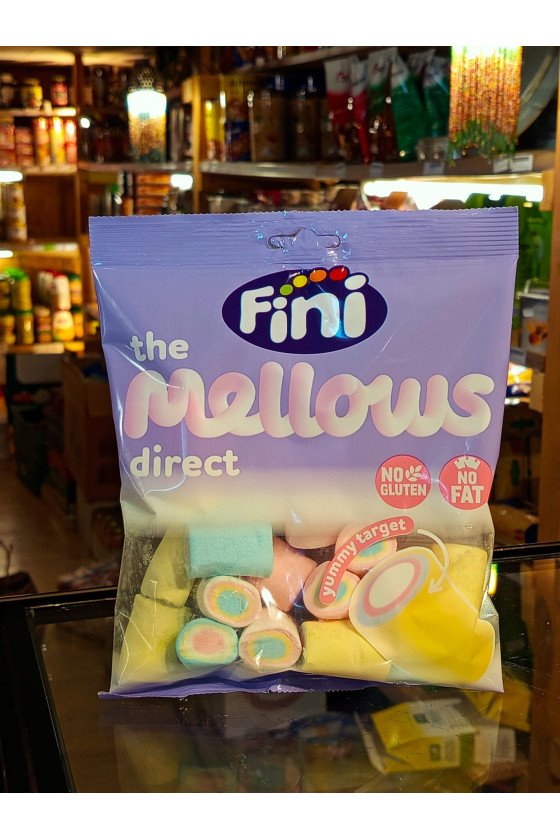 Fini
the
mellows
direct
NO
GLUTEN
NO
FAT
yummy target